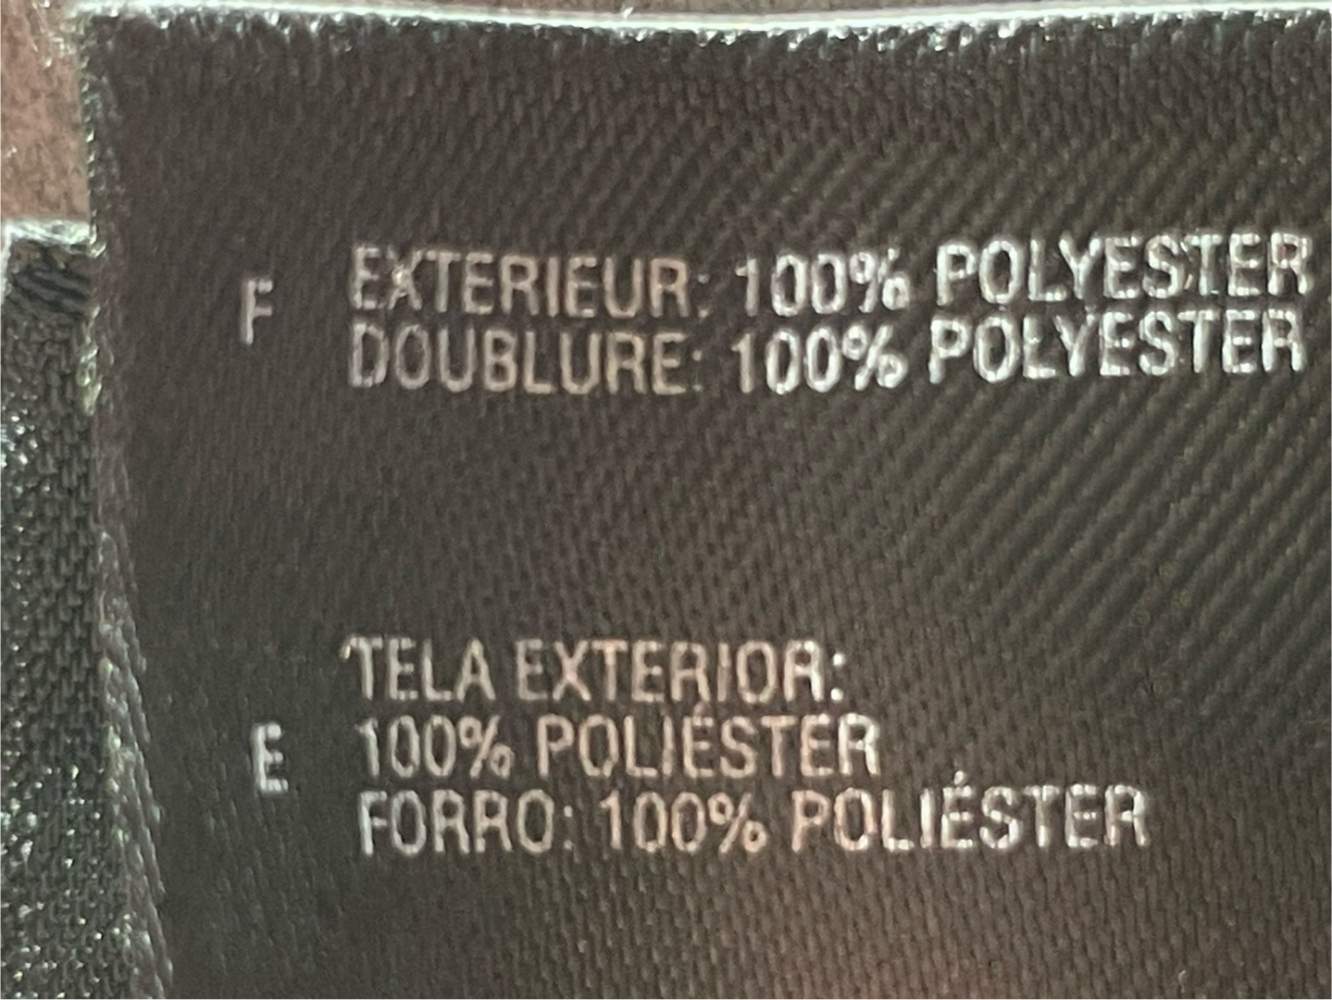 F
EXTERIEUR: 100% POLYESTER
DOUBLURE: 100% POLYESTER
E
TELA EXTERIOR:
100% POLIÉSTER
FORRO: 100% POLIÉSTER